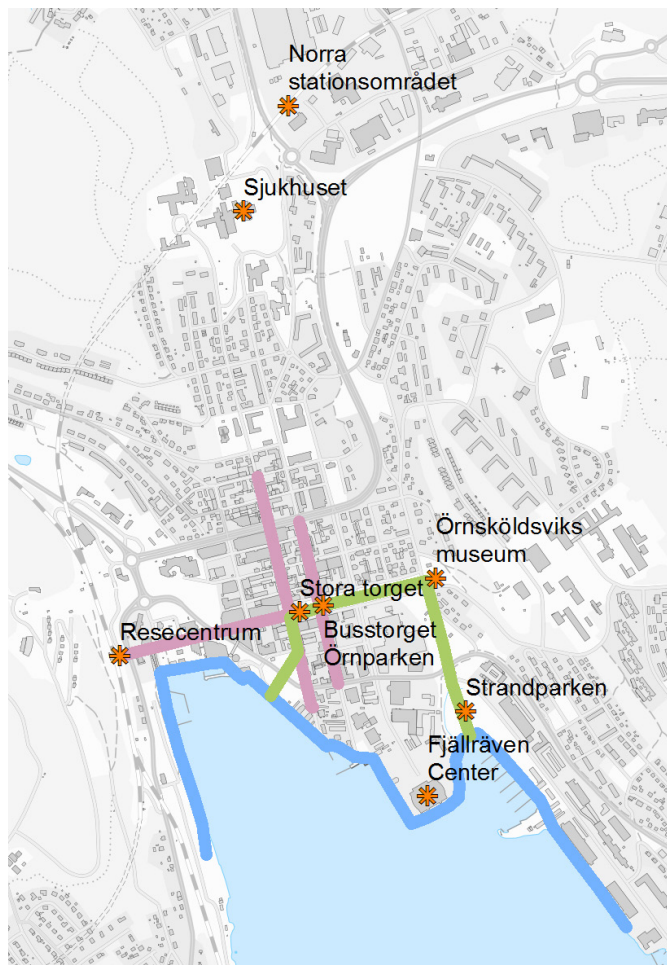 Norra
stationsområdet
Sjukhuset
Örnsköldsviks
museum
Stora torget
Resecentrum
Busstorget
Örnparken
Strandparken
Fjällräven
Center